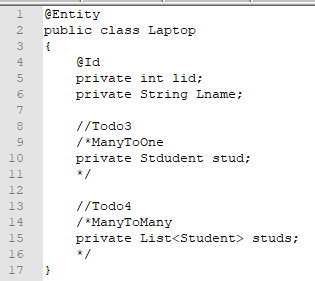 1 @Entity
2 public class Laptop
3 {
4 @Id
5 private int lid;
6 private String Lname;
7
8 //Todo3
9 /*ManyToOne
10 private Stdudent stud;
11 */
12
13 //Todo4
14 /*ManyToMany
15 private List<Student> studs;
16 */
17 }